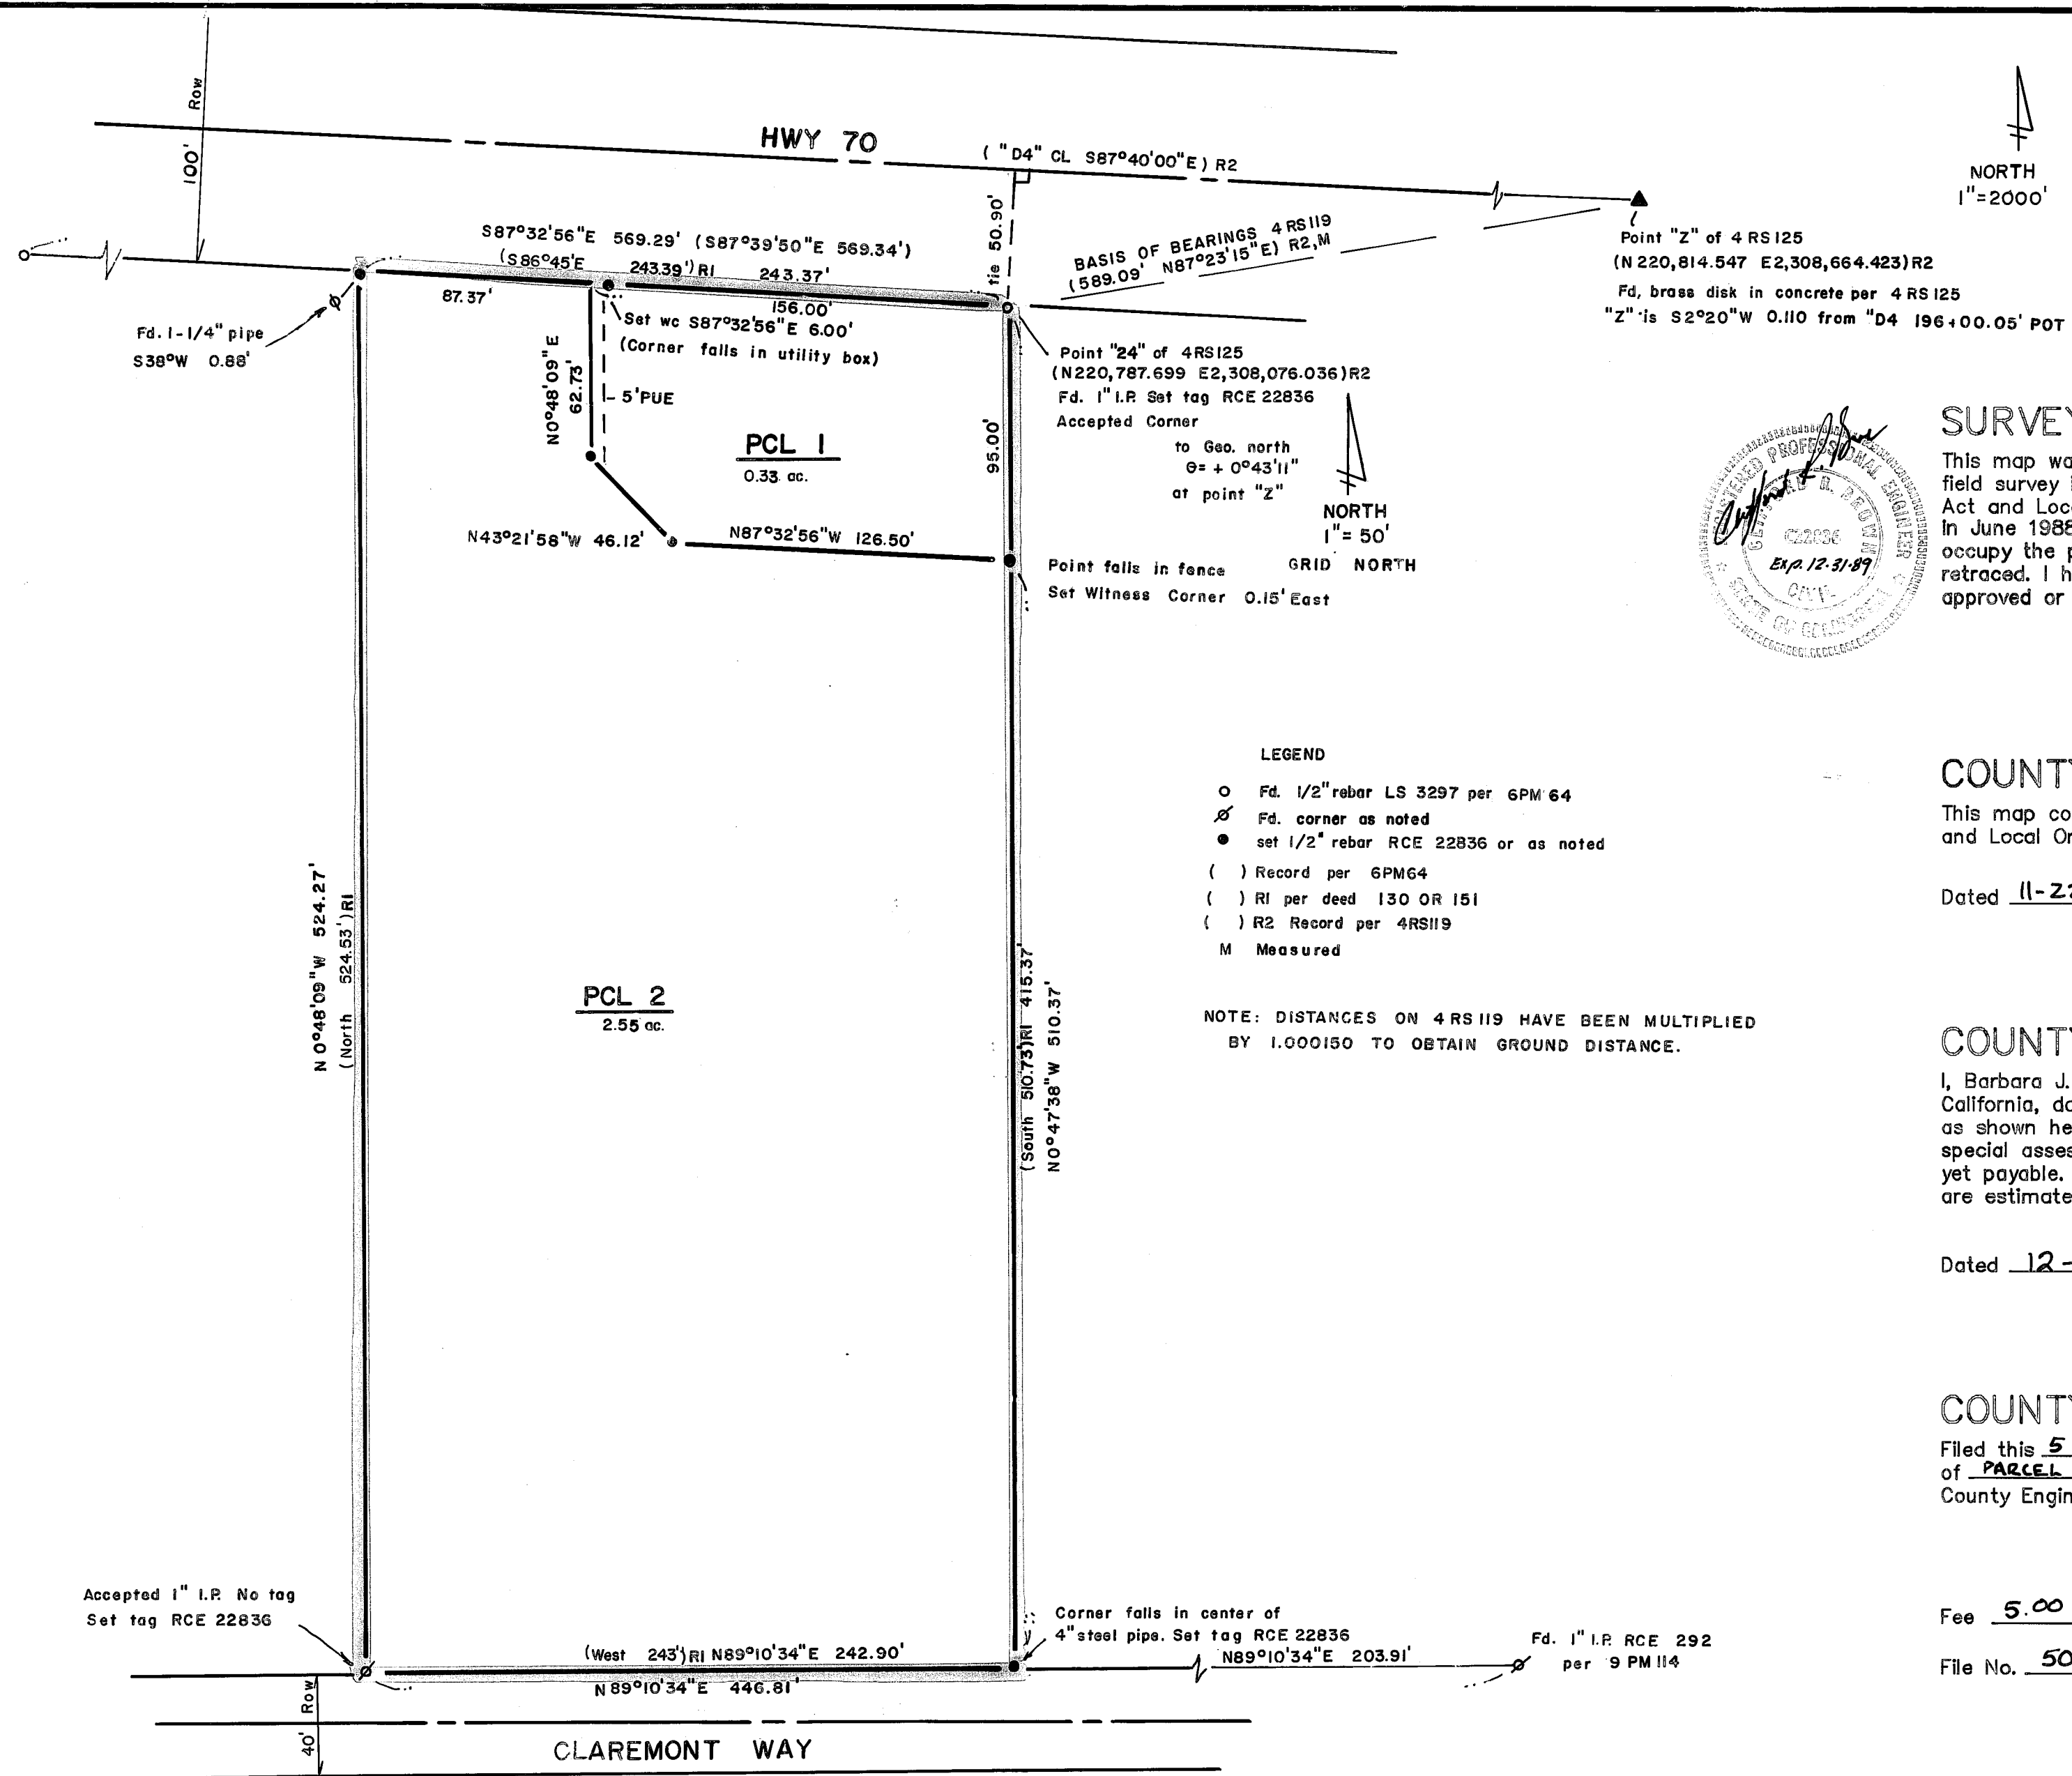 100' Row
HWY 70
( "D4" CL S87°40'00"E ) R2
NORTH
1"=2000'
S87°32'56"E 569.29' (S87°39'50"E 569.34')
(S86°45'E 243.39')R1 243.37'
87.37'
156.00'
tie 50.90'
BASIS OF BEARINGS 4 RS 119
(589.09' N87°23'15"E) R2,M
Point "Z" of 4 RS 125
(N 220,814.547 E2,308,664.423)R2
Fd, brass disk in concrete per 4 RS 125
"Z" is S2°20"W 0.110 from "D4 196+00.05' POT
Fd. 1-1/4" pipe
S38°W 0.88'
Set wc S87°32'56"E 6.00'
(Corner falls in utility box)
N0°48'09"E
62.73'
5'PUE
PCL 1
0.33 ac.
95.00'
Point "24" of 4RS125
(N220,787.699 E2,308,076.036)R2
Fd. 1" I.P. Set tag RCE 22836
Accepted Corner
to Geo. north
θ= + 0°43'11"
at point "Z"
NORTH
1"= 50'
GRID NORTH
N43°21'58"W 46.12'
N87°32'56"W 126.50'
Point falls in fence
Set Witness Corner 0.15' East
REGISTERED PROFESSIONAL ENGINEER
CLIFFORD R. BROWN
C22836
Exp. 12-31-89
CIVIL
STATE OF CALIFORNIA
SURVEY
This map wa
field survey
Act and Loc
in June 1988
occupy the p
retraced. I h
approved or
LEGEND
Fd. 1/2" rebar LS 3297 per 6PM 64
Fd. corner as noted
set 1/2" rebar RCE 22836 or as noted
( ) Record per 6PM64
( ) R1 per deed 130 OR 151
( ) R2 Record per 4RS119
M Measured
NOTE: DISTANCES ON 4 RS 119 HAVE BEEN MULTIPLIED
BY 1.000150 TO OBTAIN GROUND DISTANCE.
COUNTY
This map co
and Local Or
Dated 11-22
N 0°48'09"W 524.27'
(North 524.53')R1
PCL 2
2.55 ac.
(South 510.73')R1 415.37'
N0°47'38"W 510.37'
COUNTY
I, Barbara J.
California, do
as shown he
special asses
yet payable.
are estimate
Dated 12-
COUNTY
Filed this 5
of PARCEL
County Engin
Fee 5.00
File No. 50
Accepted 1" I.P. No tag
Set tag RCE 22836
Corner falls in center of
4" steel pipe. Set tag RCE 22836
(West 243')R1 N89°10'34"E 242.90'
N89°10'34"E 203.91'
Fd. 1" I.P. RCE 292
per 9 PM 114
N 89°10'34"E 446.81'
40' Row
CLAREMONT WAY